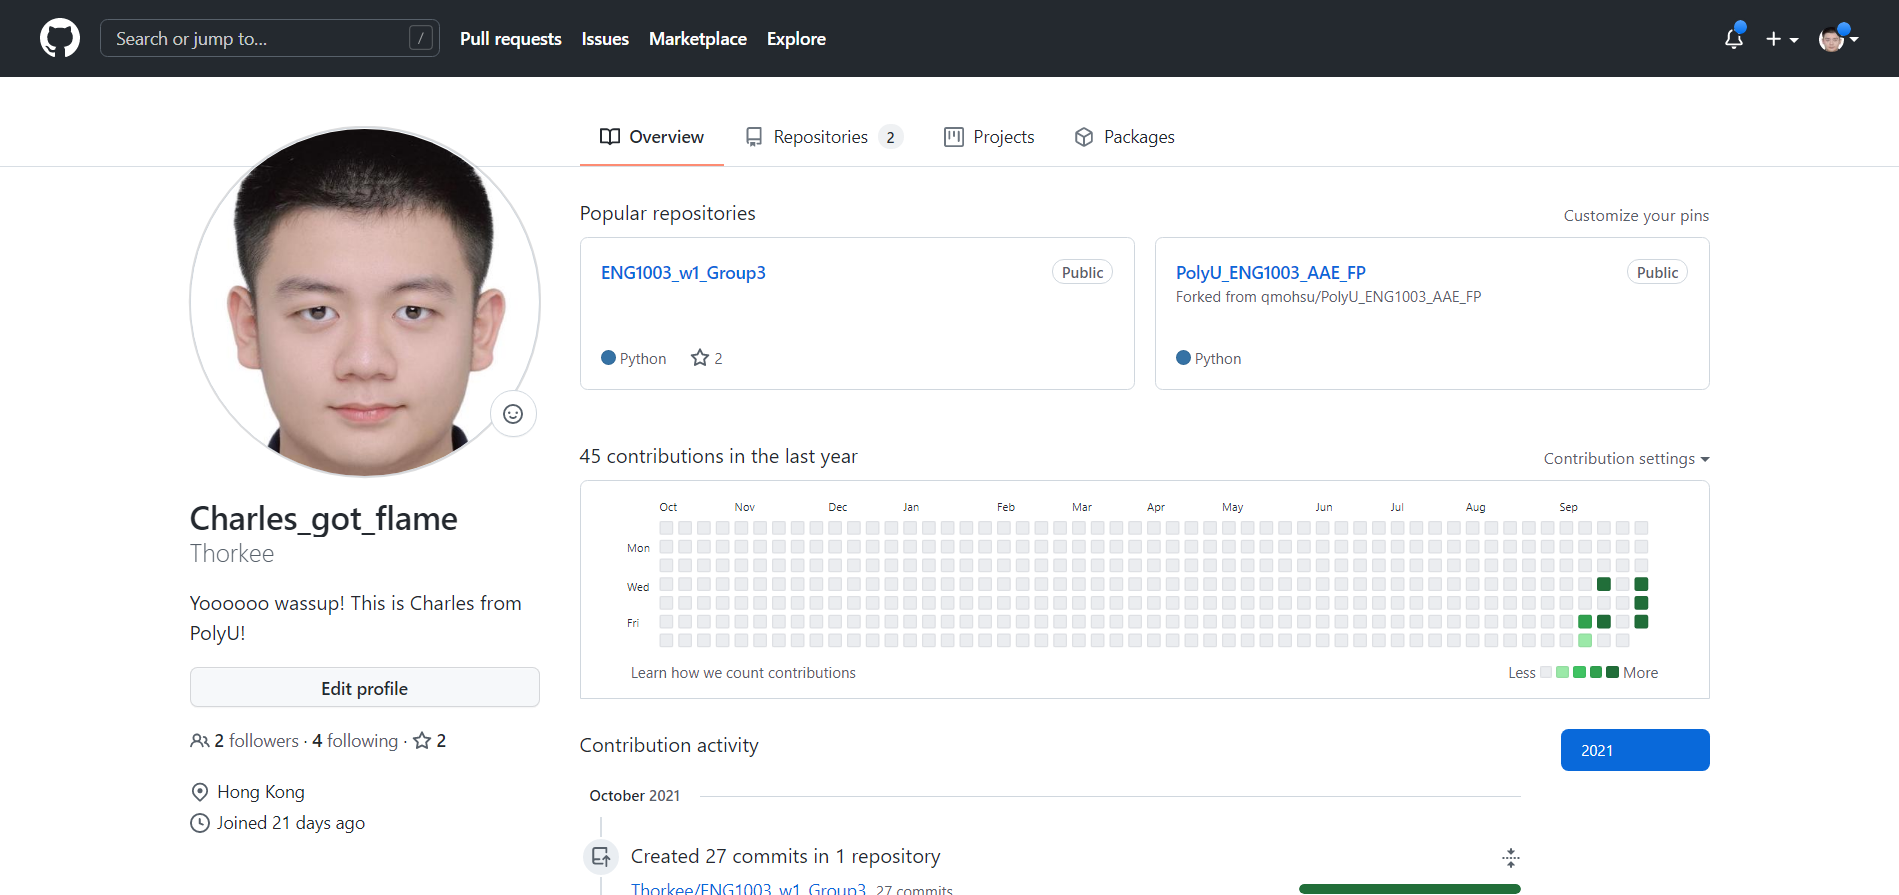 Search or jump to... /
Pull requests Issues Marketplace Explore
Overview Repositories 2 Projects Packages
Popular repositories
Customize your pins
ENG1003_w1_Group3 Public
Python 2
PolyU_ENG1003_AAE_FP Public
Forked from qmohsu/PolyU_ENG1003_AAE_FP
Python
Charles_got_flame
Thorkee
Yoooooo wassup! This is Charles from
PolyU!
Edit profile
2 followers · 4 following · 2
Hong Kong
Joined 21 days ago
45 contributions in the last year
Contribution settings
Oct Nov Dec Jan Feb Mar Apr May Jun Jul Aug Sep
Mon
Wed
Fri
Learn how we count contributions
Less More
Contribution activity
2021
October 2021
Created 27 commits in 1 repository
Thorkee/ENG1003_w1_Group3 27 commits